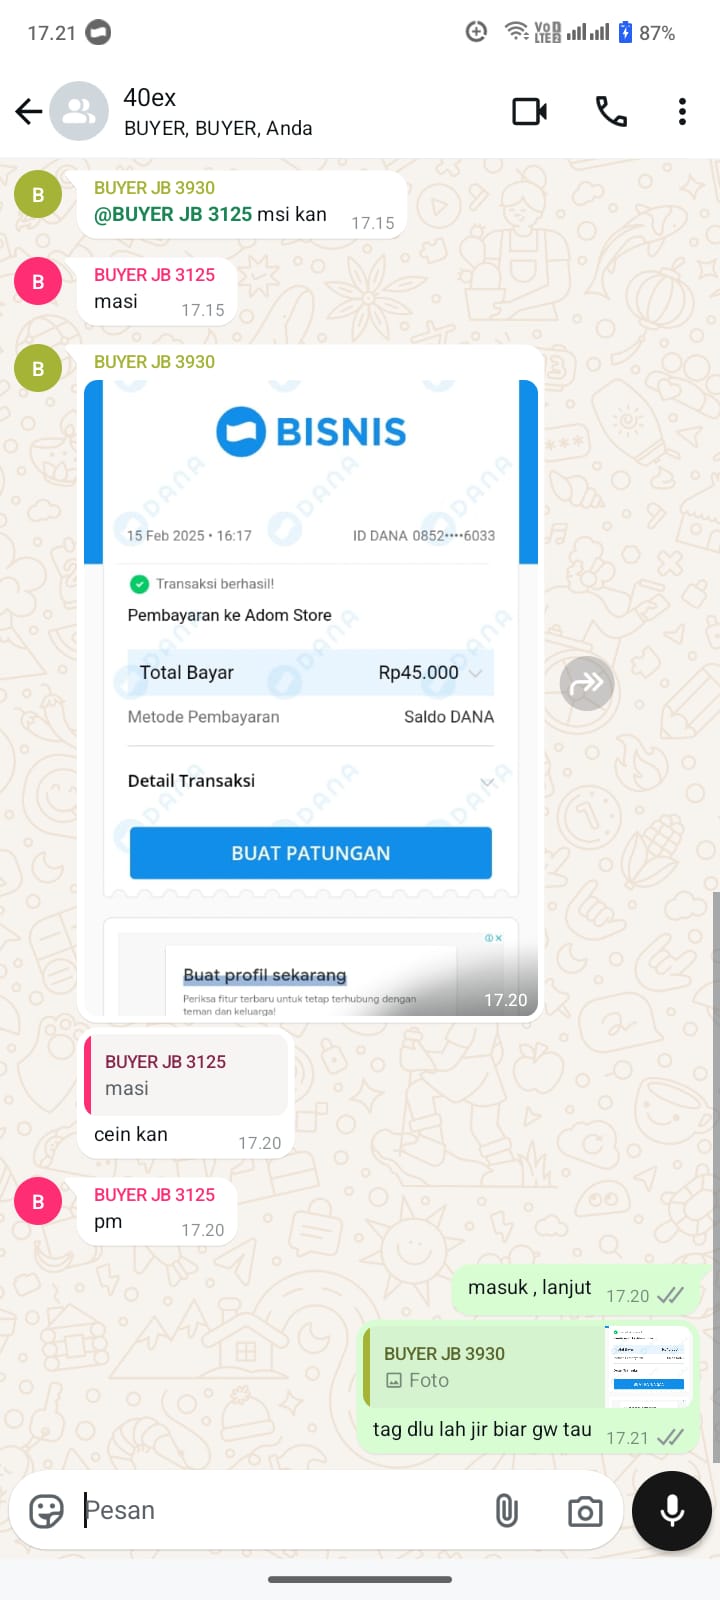 17.21
Vo) LTE2
87%
40ex
BUYER, BUYER, Anda
B
BUYER JB 3930
@BUYER JB 3125 msi kan
17.15
B
BUYER JB 3125
masi
17.15
B
BUYER JB 3930
BISNIS
15 Feb 2025 • 16:17
ID DANA 0852····6033
Transaksi berhasil!
Pembayaran ke Adom Store
Total Bayar
Rp45.000
Metode Pembayaran
Saldo DANA
Detail Transaksi
BUAT PATUNGAN
DANA
Buat profil sekarang
Periksa fitur terbaru untuk tetap terhubung dengan
teman dan keluarga!
17.20
BUYER JB 3125
masi
cein kan
17.20
B
BUYER JB 3125
pm
17.20
masuk , lanjut
17.20
BUYER JB 3930
Foto
tag dlu lah jir biar gw tau
17.21
Pesan